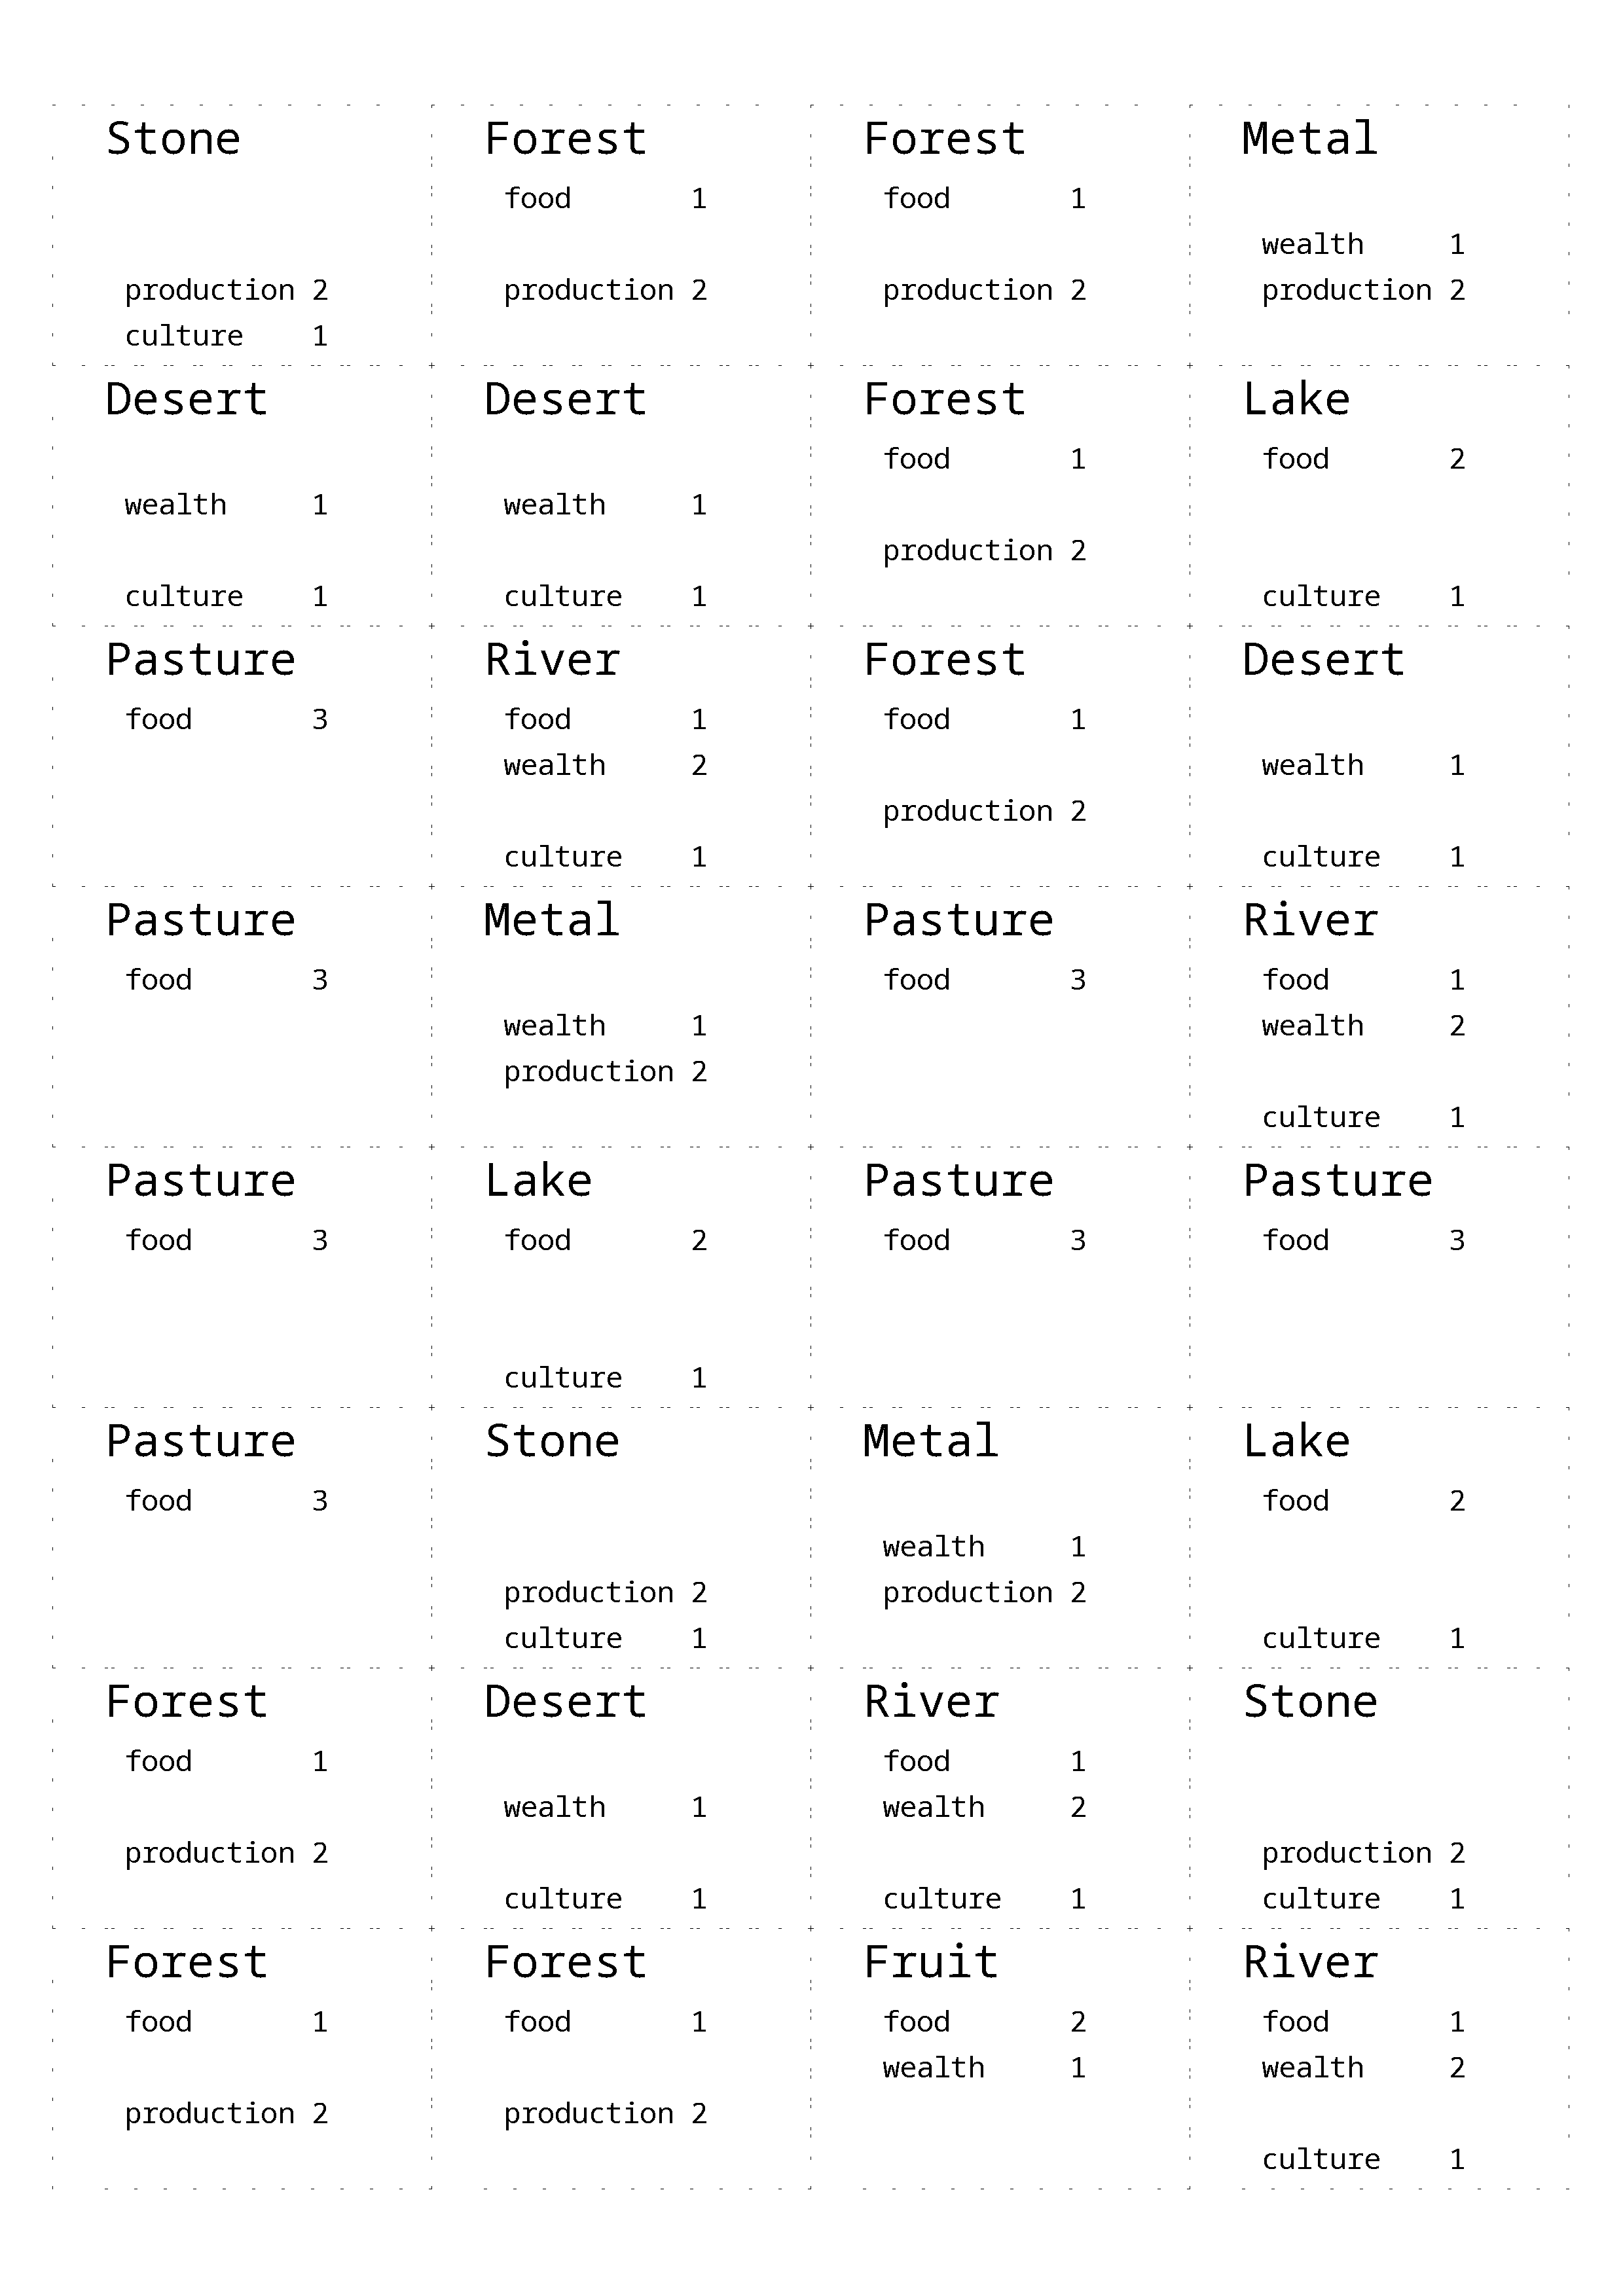 Stone
production 2
culture 1
Forest
food 1
production 2
Forest
food 1
production 2
Metal
wealth 1
production 2
Desert
wealth 1
culture 1
Desert
wealth 1
culture 1
Forest
food 1
production 2
Lake
food 2
culture 1
Pasture
food 3
River
food 1
wealth 2
culture 1
Forest
food 1
production 2
Desert
wealth 1
culture 1
Pasture
food 3
Metal
wealth 1
production 2
Pasture
food 3
River
food 1
wealth 2
culture 1
Pasture
food 3
Lake
food 2
culture 1
Pasture
food 3
Pasture
food 3
Pasture
food 3
Stone
production 2
culture 1
Metal
wealth 1
production 2
Lake
food 2
culture 1
Forest
food 1
production 2
Desert
wealth 1
culture 1
River
food 1
wealth 2
culture 1
Stone
production 2
culture 1
Forest
food 1
production 2
Forest
food 1
production 2
Fruit
food 2
wealth 1
River
food 1
wealth 2
culture 1